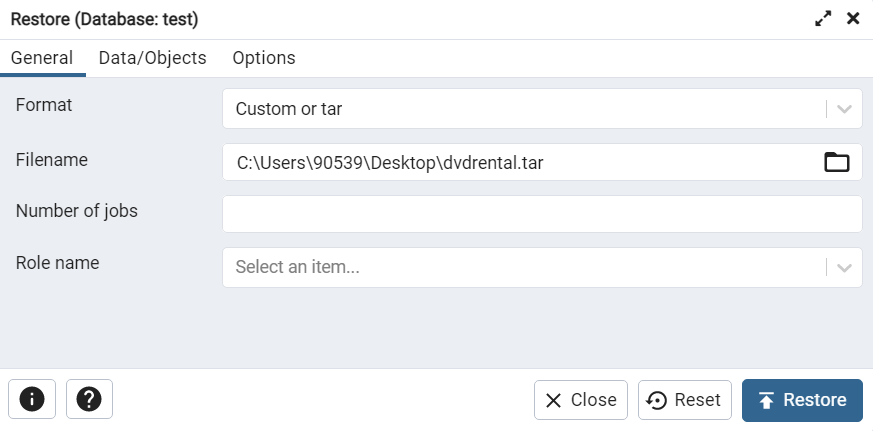 Restore (Database: test)
General Data/Objects Options
Format Custom or tar
Filename C:\Users\90539\Desktop\dvdrental.tar
Number of jobs
Role name Select an item...
Close Reset Restore